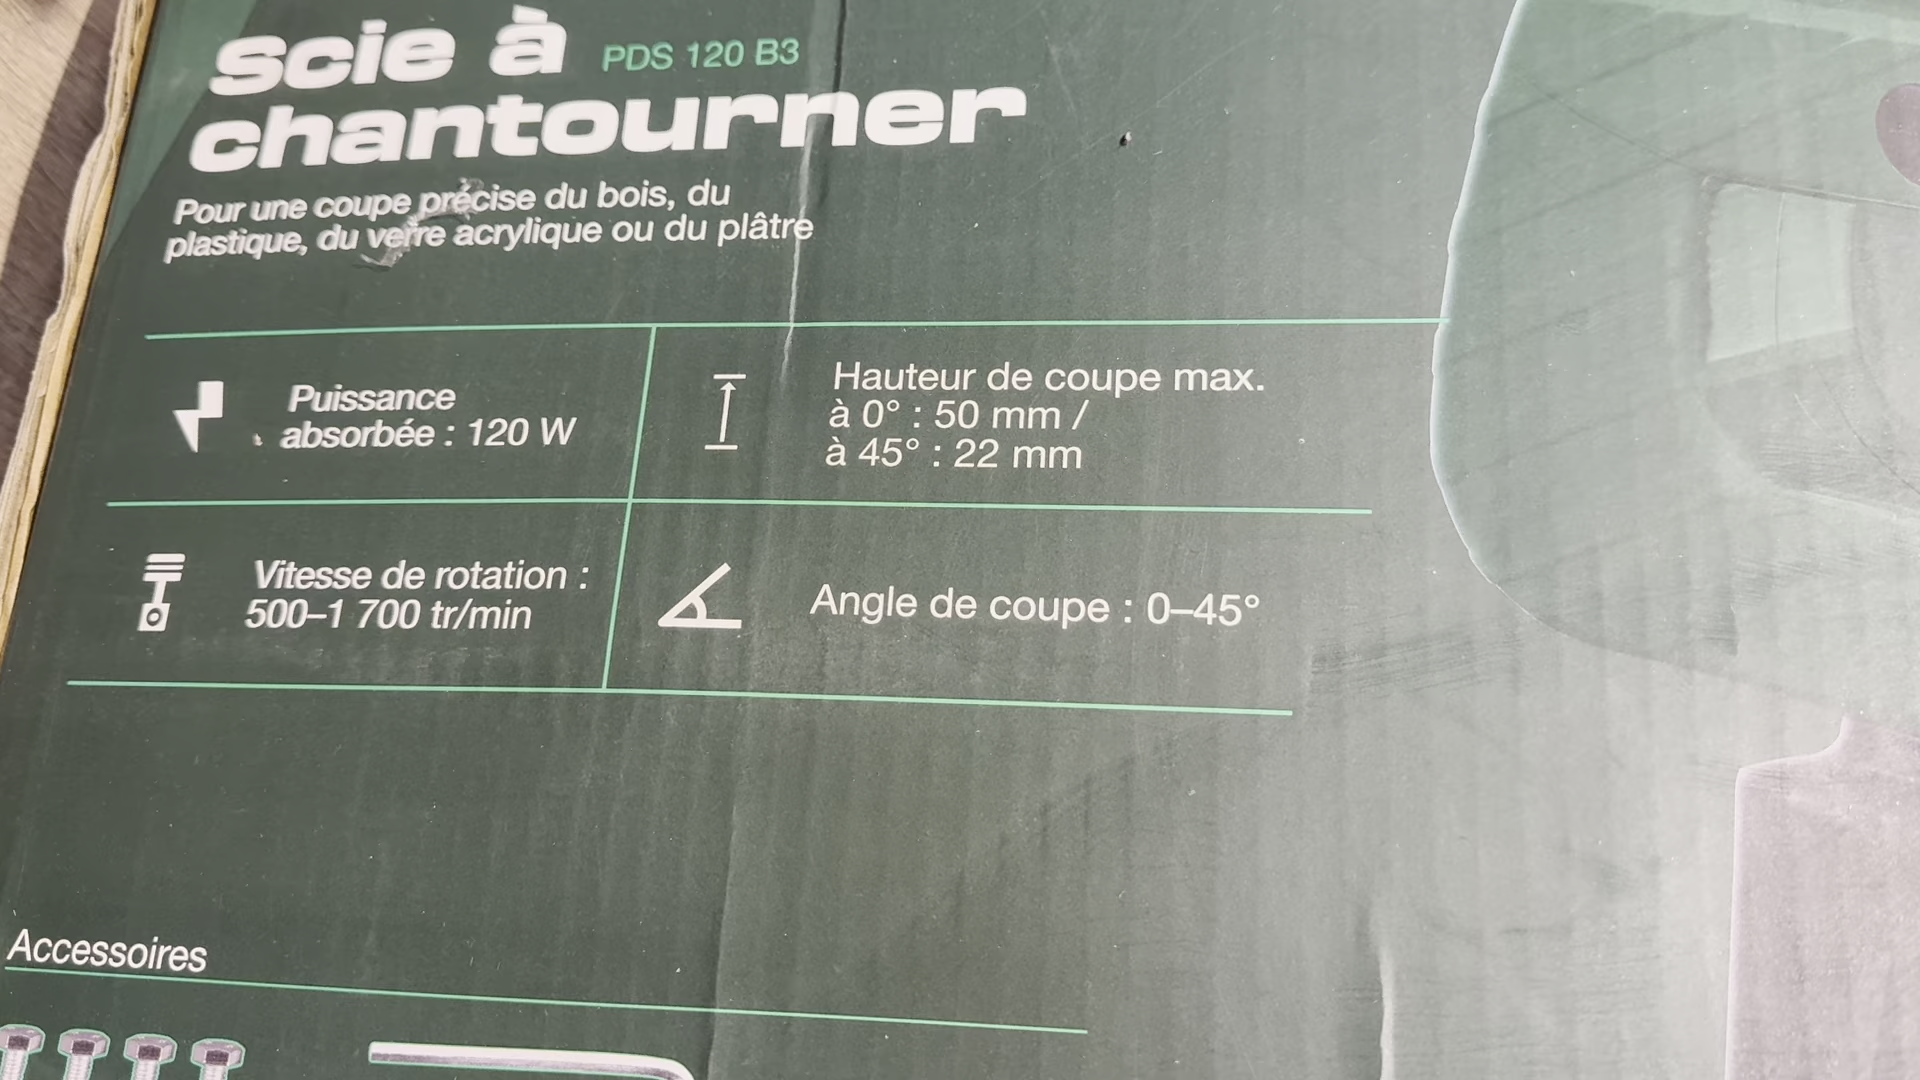 Scie à PDS 120 B3
chantourner
Pour une coupe précise du bois, du
plastique, du verre acrylique ou du plâtre
Puissance
absorbée : 120 W
Hauteur de coupe max.
à 0° : 50 mm /
à 45° : 22 mm
Vitesse de rotation :
500–1 700 tr/min
Angle de coupe : 0–45°
Accessoires